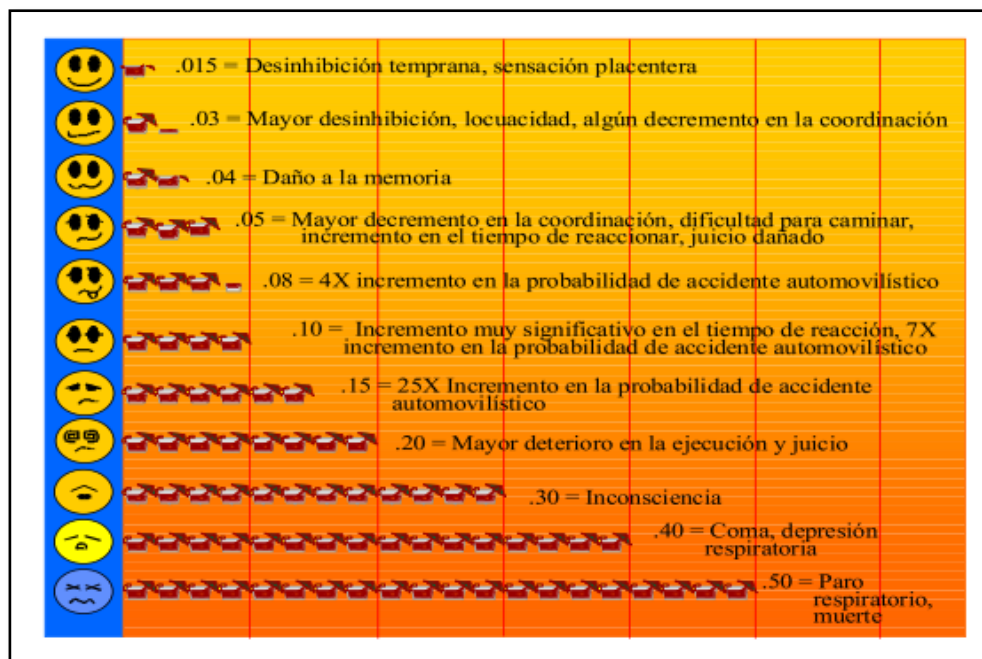 .015 = Desinhibición temprana, sensación placentera
.03 = Mayor desinhibición, locuacidad, algún decremento en la coordinación
.04 = Daño a la memoria
.05 = Mayor decremento en la coordinación, dificultad para caminar,
incremento en el tiempo de reaccionar, juicio dañado
.08 = 4X incremento en la probabilidad de accidente automovilístico
.10 = Incremento muy significativo en el tiempo de reacción, 7X
incremento en la probabilidad de accidente automovilístico
.15 = 25X Incremento en la probabilidad de accidente
automovilístico
.20 = Mayor deterioro en la ejecución y juicio
.30 = Inconsciencia
.40 = Coma, depresión
respiratoria
.50 = Paro
respiratorio,
muerte